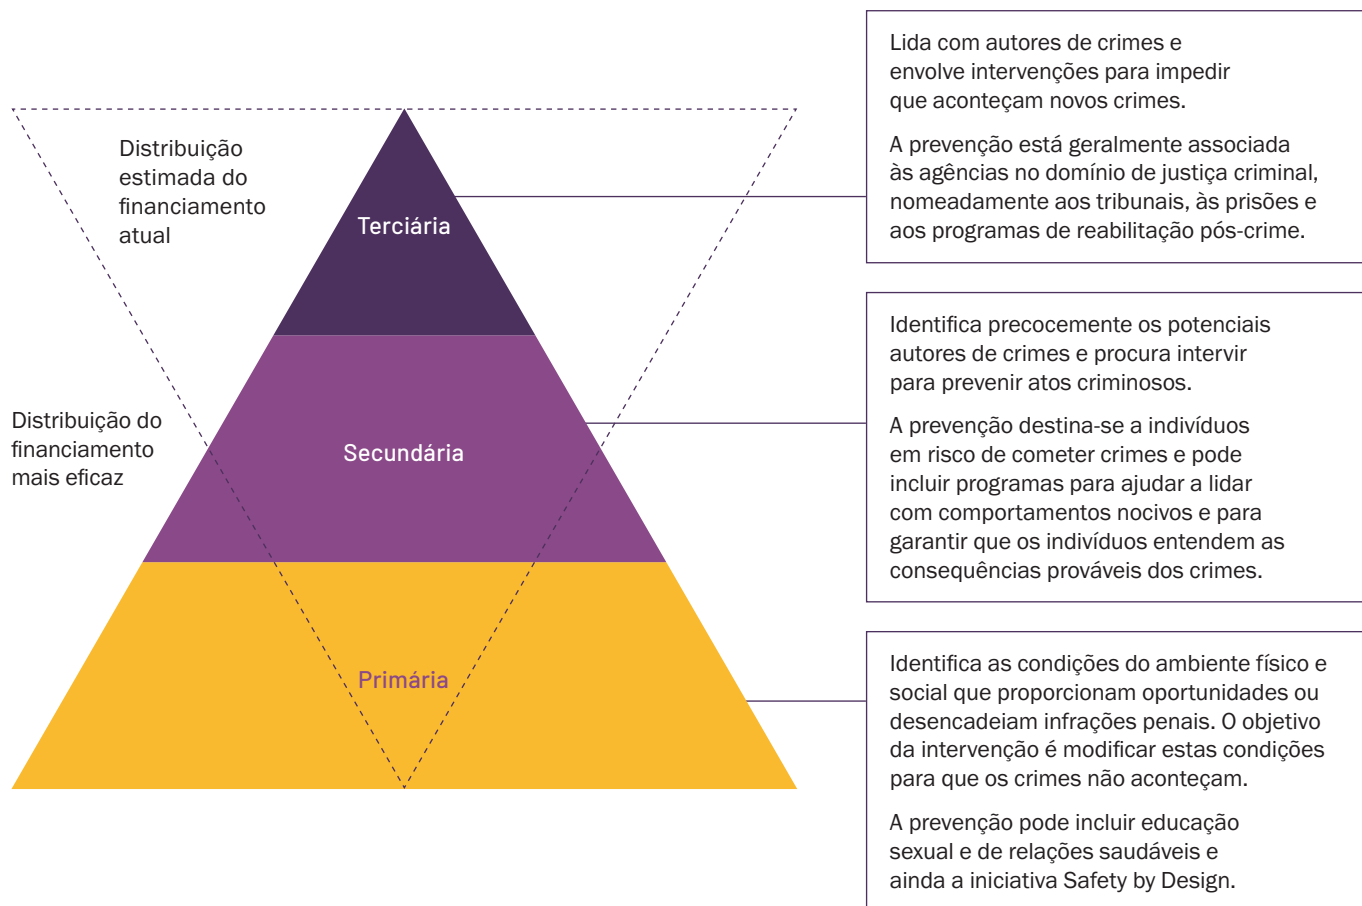 Distribuição
estimada do
financiamento
atual
Distribuição do
financiamento
mais eficaz
Terciária
Secundária
Primária
Lida com autores de crimes e
envolve intervenções para impedir
que aconteçam novos crimes.
A prevenção está geralmente associada
às agências no domínio de justiça criminal,
nomeadamente aos tribunais, às prisões e
aos programas de reabilitação pós-crime.
Identifica precocemente os potenciais
autores de crimes e procura intervir
para prevenir atos criminosos.
A prevenção destina-se a indivíduos
em risco de cometer crimes e pode
incluir programas para ajudar a lidar
com comportamentos nocivos e para
garantir que os indivíduos entendem as
consequências prováveis dos crimes.
Identifica as condições do ambiente físico e
social que proporcionam oportunidades ou
desencadeiam infrações penais. O objetivo
da intervenção é modificar estas condições
para que os crimes não aconteçam.
A prevenção pode incluir educação
sexual e de relações saudáveis e
ainda a iniciativa Safety by Design.